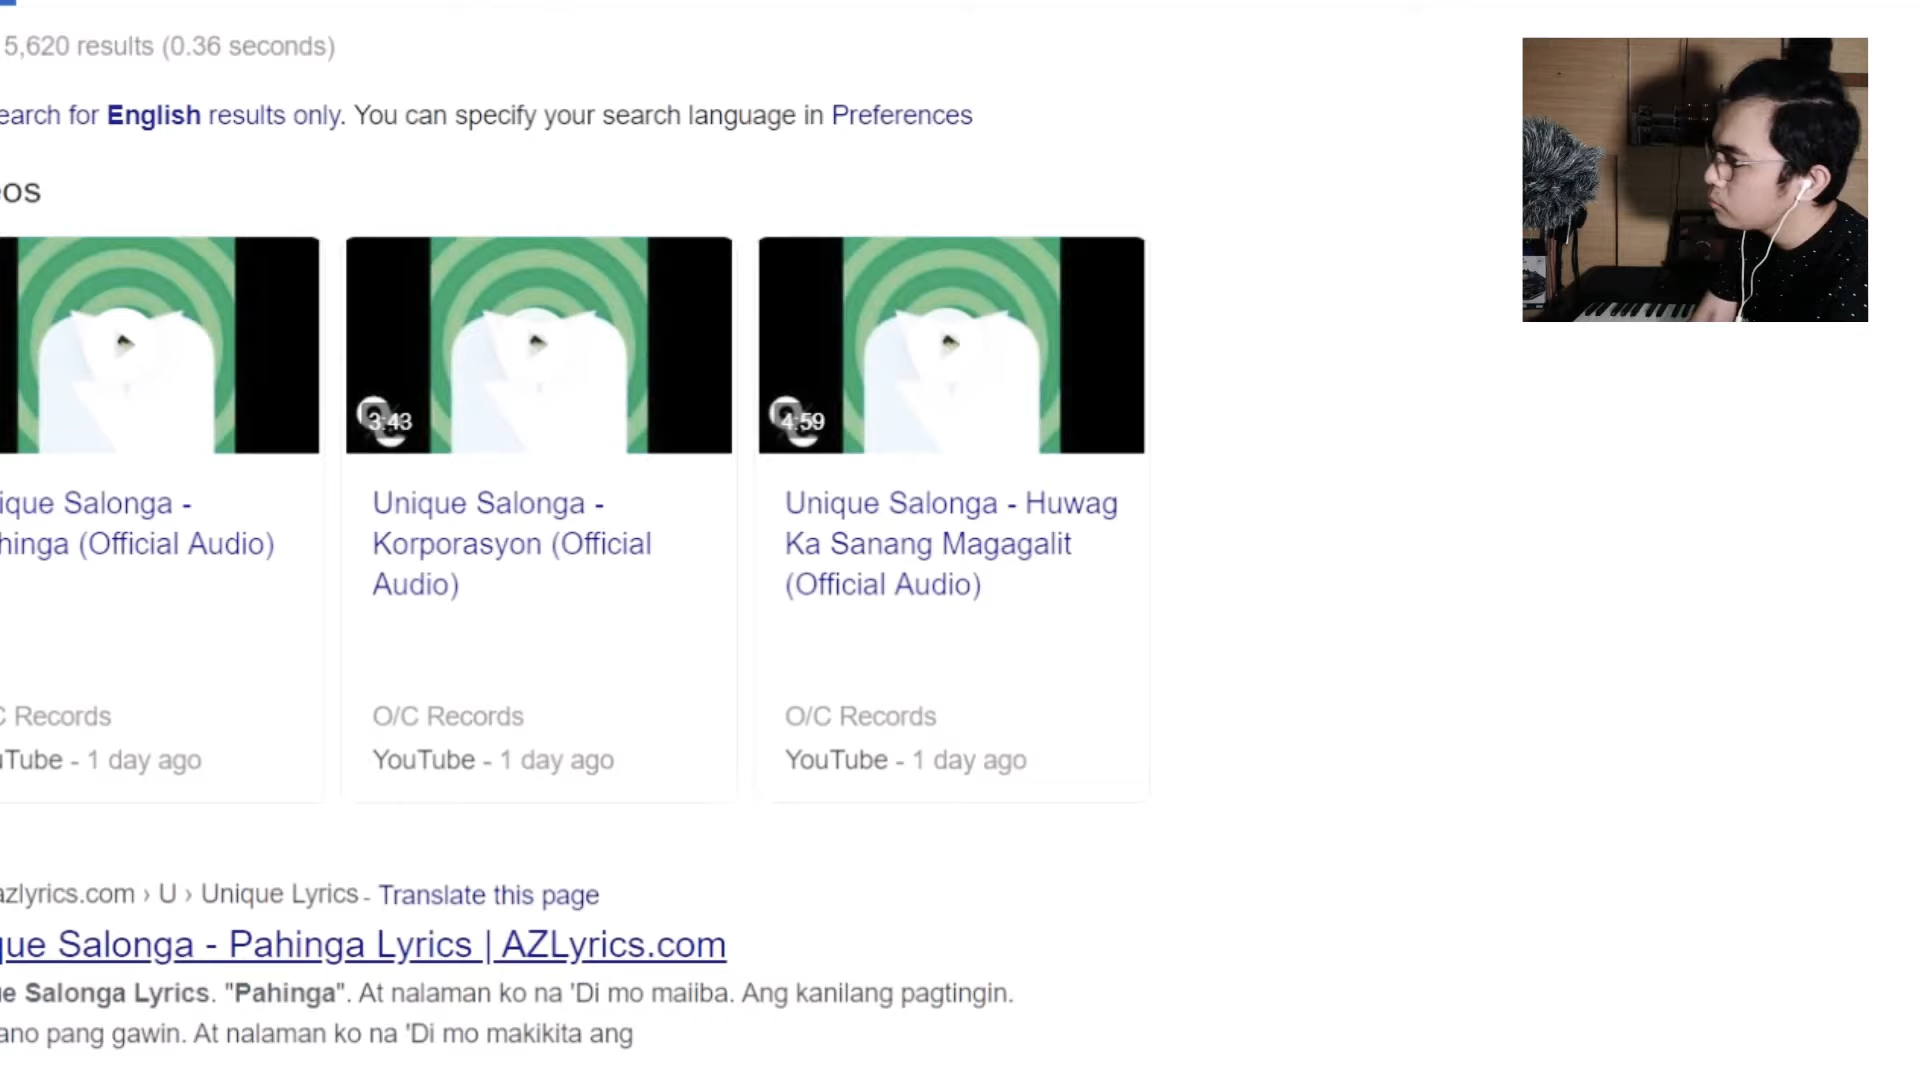 5,620 results (0.36 seconds)
earch for English results only. You can specify your search language in Preferences
eos
3:43
4:59
ique Salonga -
hinga (Official Audio)
C Records
uTube - 1 day ago
Unique Salonga -
Korporasyon (Official
Audio)
O/C Records
YouTube - 1 day ago
Unique Salonga - Huwag
Ka Sanang Magagalit
(Official Audio)
O/C Records
YouTube - 1 day ago
azlyrics.com › U › Unique Lyrics - Translate this page
que Salonga - Pahinga Lyrics | AZLyrics.com
e Salonga Lyrics. "Pahinga". At nalaman ko na 'Di mo maiiba. Ang kanilang pagtingin.
ano pang gawin. At nalaman ko na 'Di mo makikita ang